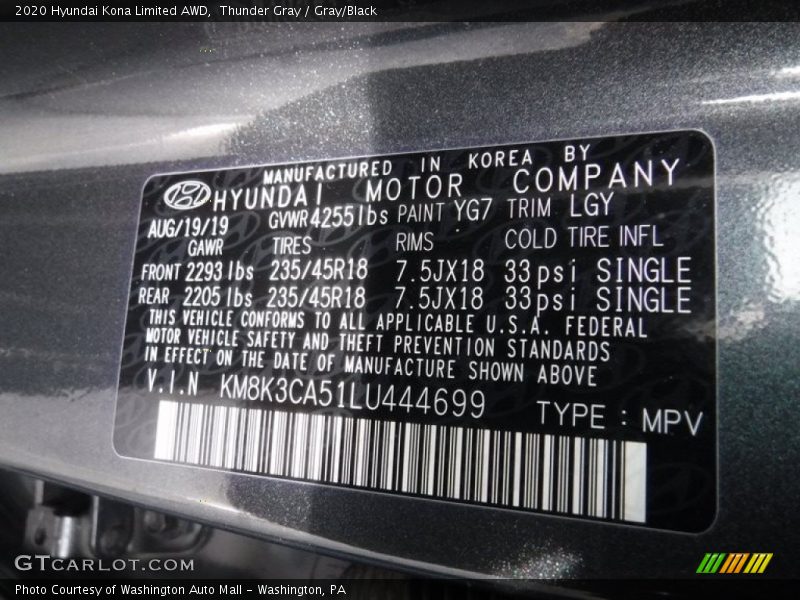 2020 Hyundai Kona Limited AWD,  Thunder Gray / Gray/Black
MANUFACTURED IN KOREA BY
HYUNDAI MOTOR COMPANY
AUG/19/19 GVWR 4255lbs PAINT YG7 TRIM LGY
GAWR TIRES RIMS COLD TIRE INFL
FRONT 2293 lbs 235/45R18 7.5JX18 33psi SINGLE
REAR 2205 lbs 235/45R18 7.5JX18 33psi SINGLE
THIS VEHICLE CONFORMS TO ALL APPLICABLE U.S.A. FEDERAL
MOTOR VEHICLE SAFETY AND THEFT PREVENTION STANDARDS
IN EFFECT ON THE DATE OF MANUFACTURE SHOWN ABOVE
V.I.N KM8K3CA51LU444699
TYPE : MPV
GTCARLOT.COM
Photo Courtesy of Washington Auto Mall – Washington, PA